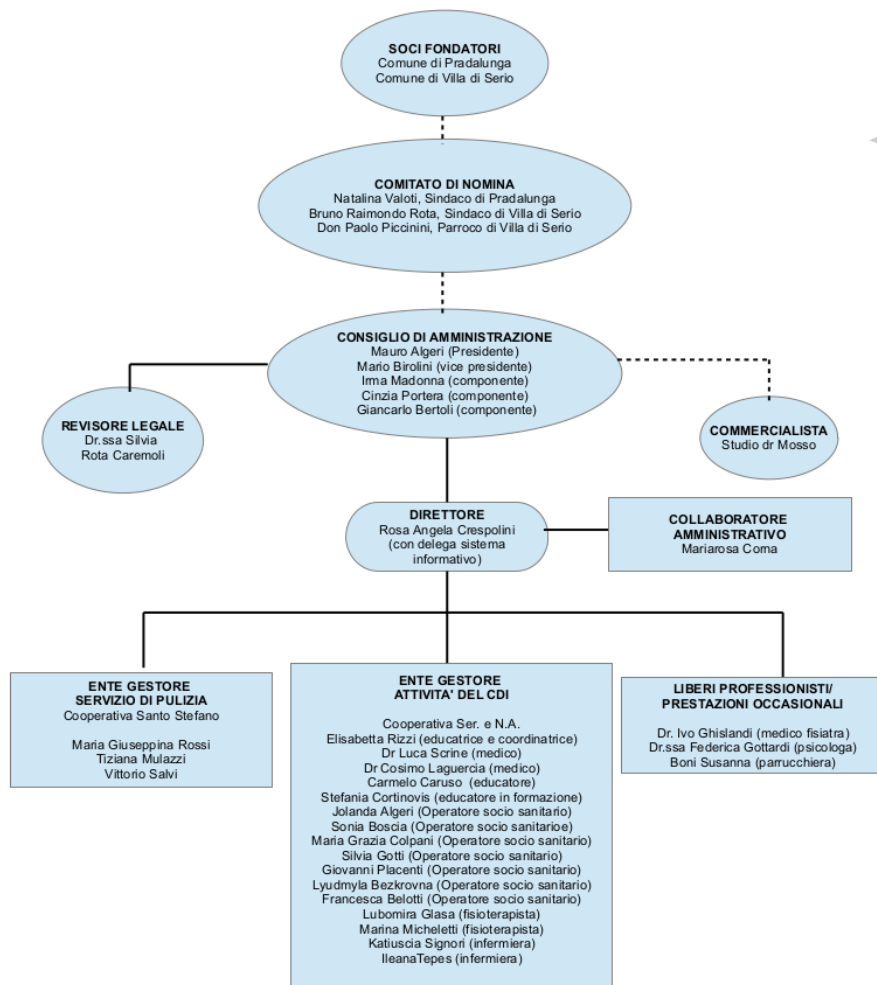 SOCI FONDATORI
Comune di Pradalunga
Comune di Villa di Serio
COMITATO DI NOMINA
Natalina Valoti, Sindaco di Pradalunga
Bruno Raimondo Rota, Sindaco di Villa di Serio
Don Paolo Piccinini, Parroco di Villa di Serio
CONSIGLIO DI AMMINISTRAZIONE
Mauro Algeri (Presidente)
Mario Birolini (vice presidente)
Irma Madonna (componente)
Cinzia Portera (componente)
Giancarlo Bertoli (componente)
REVISORE LEGALE
Dr.ssa Silvia
Rota Caremoli
COMMERCIALISTA
Studio dr Mosso
DIRETTORE
Rosa Angela Crespolini
(con delega sistema
informativo)
COLLABORATORE
AMMINISTRATIVO
Mariarosa Corna
ENTE GESTORE
SERVIZIO DI PULIZIA
Cooperativa Santo Stefano
Maria Giuseppina Rossi
Tiziana Mulazzi
Vittorio Salvi
ENTE GESTORE
ATTIVITA' DEL CDI
Cooperativa Ser. e N.A.
Elisabetta Rizzi (educatrice e coordinatrice)
Dr Luca Scrine (medico)
Dr Cosimo Laguercia (medico)
Carmelo Caruso (educatore)
Stefania Cortinovis (educatore in formazione)
Jolanda Algeri (Operatore socio sanitario)
Sonia Boscia (Operatore socio sanitarioe)
Maria Grazia Colpani (Operatore socio sanitario)
Silvia Gotti (Operatore socio sanitario)
Giovanni Placenti (Operatore socio sanitario)
Lyudmyla Bezkrovna (Operatore socio sanitario)
Francesca Belotti (Operatore socio sanitario)
Lubomira Glasa (fisioterapista)
Marina Micheletti (fisioterapista)
Katiuscia Signori (infermiera)
IleanaTepes (infermiera)
LIBERI PROFESSIONISTI/
PRESTAZIONI OCCASIONALI
Dr. Ivo Ghislandi (medico fisiatra)
Dr.ssa Federica Gottardi (psicologa)
Boni Susanna (parrucchiera)